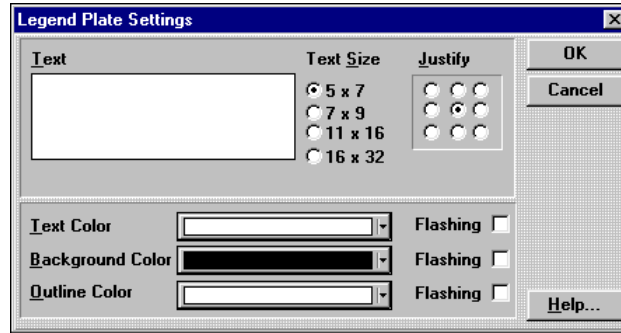 Legend Plate Settings
Text
Text Size
Justify
5 x 7
7 x 9
11 x 16
16 x 32
OK
Cancel
Text Color
Flashing
Background Color
Flashing
Outline Color
Flashing
Help...